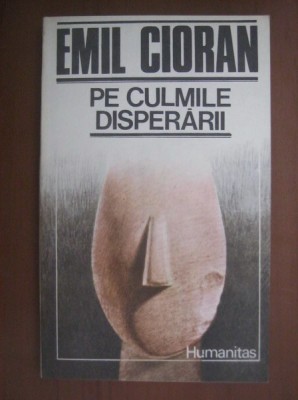 EMIL CIORAN
PE CULMILE
DISPERĂRII
Humanitas